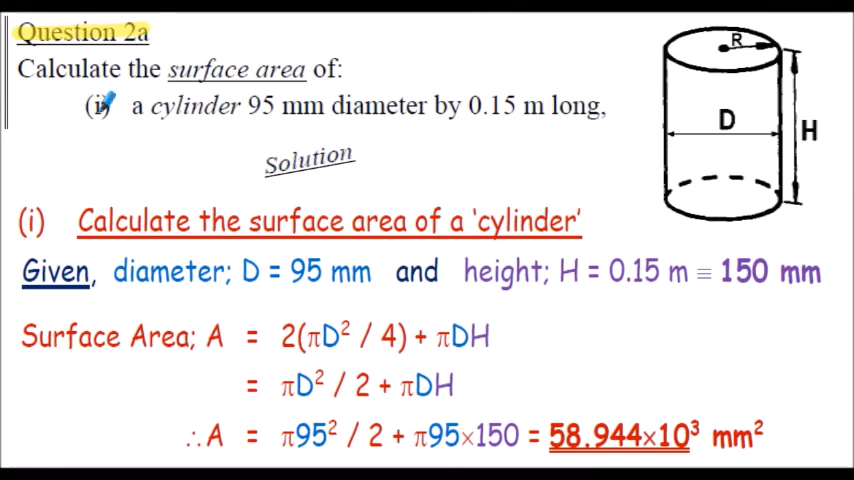 Question 2a
Calculate the surface area of:
(i) a cylinder 95 mm diameter by 0.15 m long,
R
D
H
Solution
(i) Calculate the surface area of a ‘cylinder’
Given, diameter; D = 95 mm and height; H = 0.15 m ≡ 150 mm
Surface Area; A = 2(πD² / 4) + πDH
= πD² / 2 + πDH
∴A = π95² / 2 + π95×150 = 58.944×10³ mm²